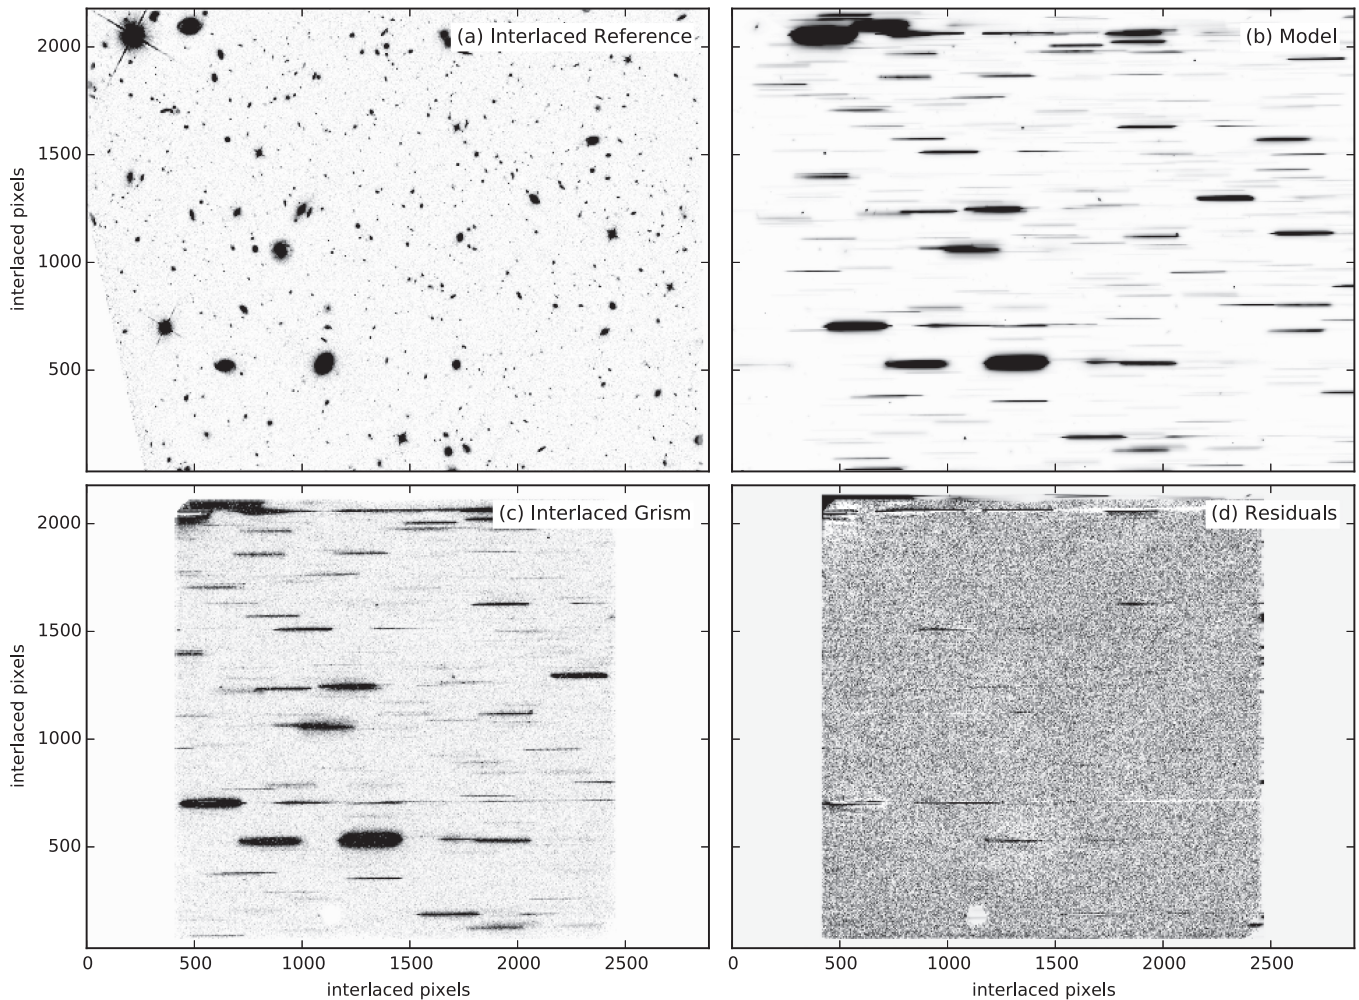 (a) Interlaced Reference
(b) Model
2000
1500
1000
500
interlaced pixels
(c) Interlaced Grism
(d) Residuals
2000
1500
1000
500
interlaced pixels
0 500 1000 1500 2000 2500
0 500 1000 1500 2000 2500
interlaced pixels
interlaced pixels